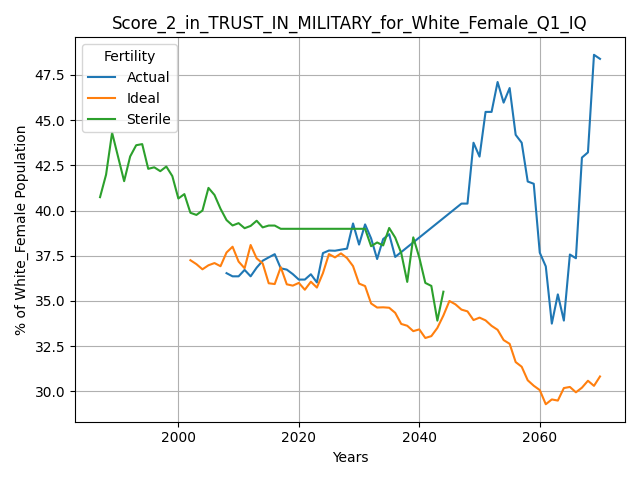 Score_2_in_TRUST_IN_MILITARY_for_White_Female_Q1_IQ
Fertility
Actual
Ideal
Sterile
% of White_Female Population
47.5
45.0
42.5
40.0
37.5
35.0
32.5
30.0
2000
2020
2040
2060
Years